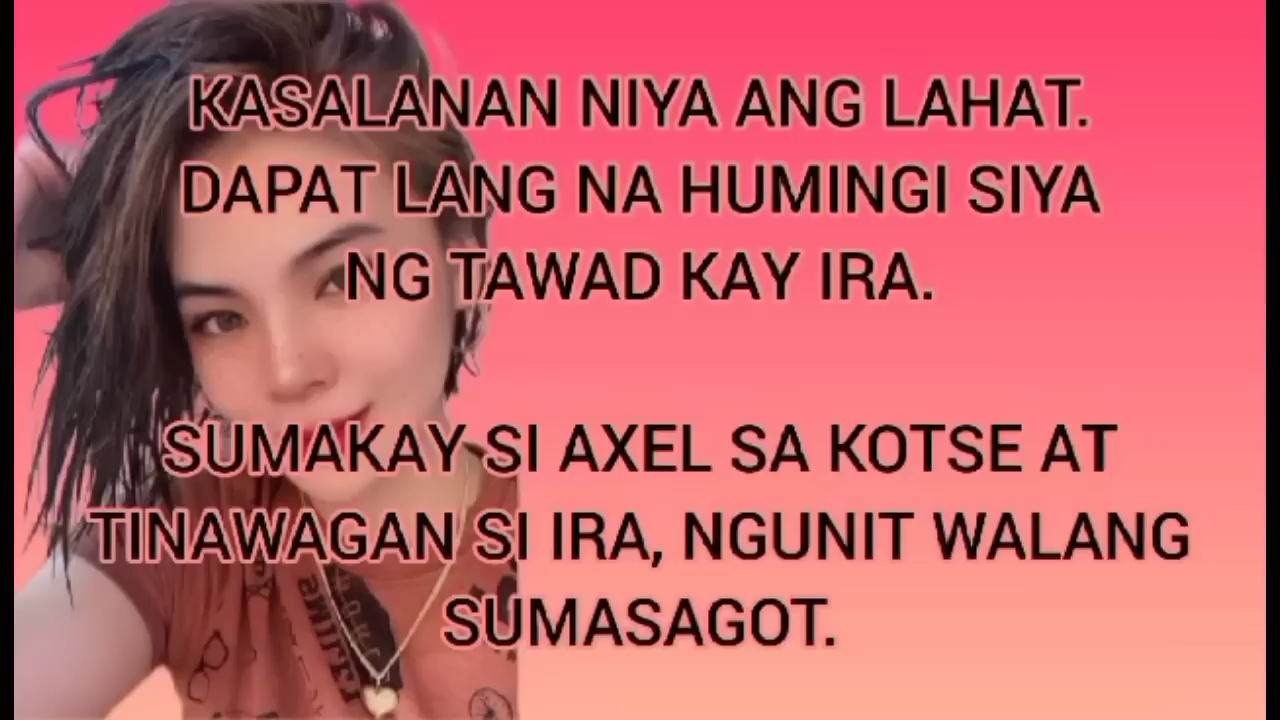 KASALANAN NIYA ANG LAHAT.
DAPAT LANG NA HUMINGI SIYA
NG TAWAD KAY IRA.
SUMAKAY SI AXEL SA KOTSE AT
TINAWAGAN SI IRA, NGUNIT WALANG
SUMASAGOT.